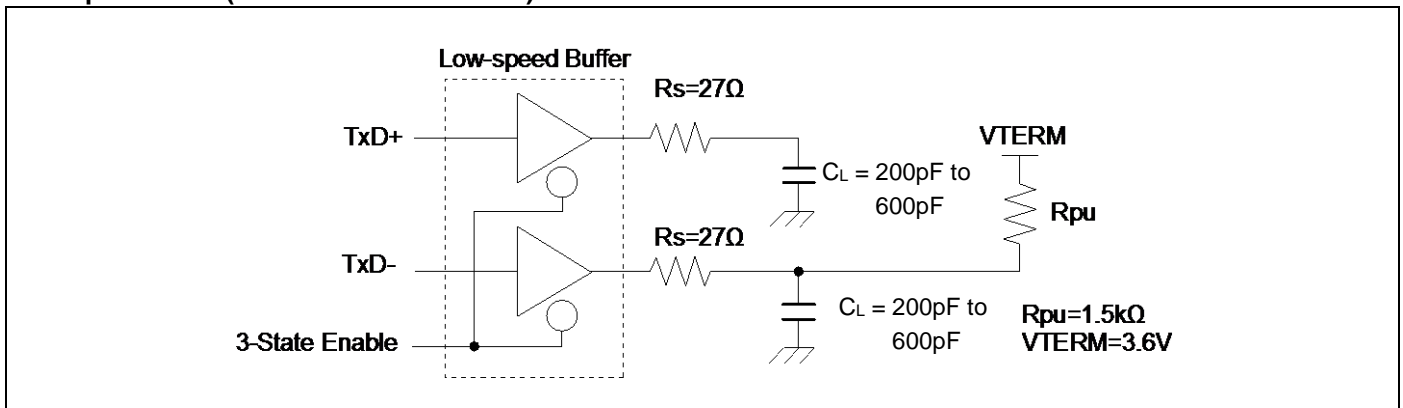 Low-speed Buffer
Rs=27Ω
TxD+
VTERM
CL = 200pF to
600pF
Rpu
Rs=27Ω
TxD-
CL = 200pF to
600pF
Rpu=1.5kΩ
VTERM=3.6V
3-State Enable